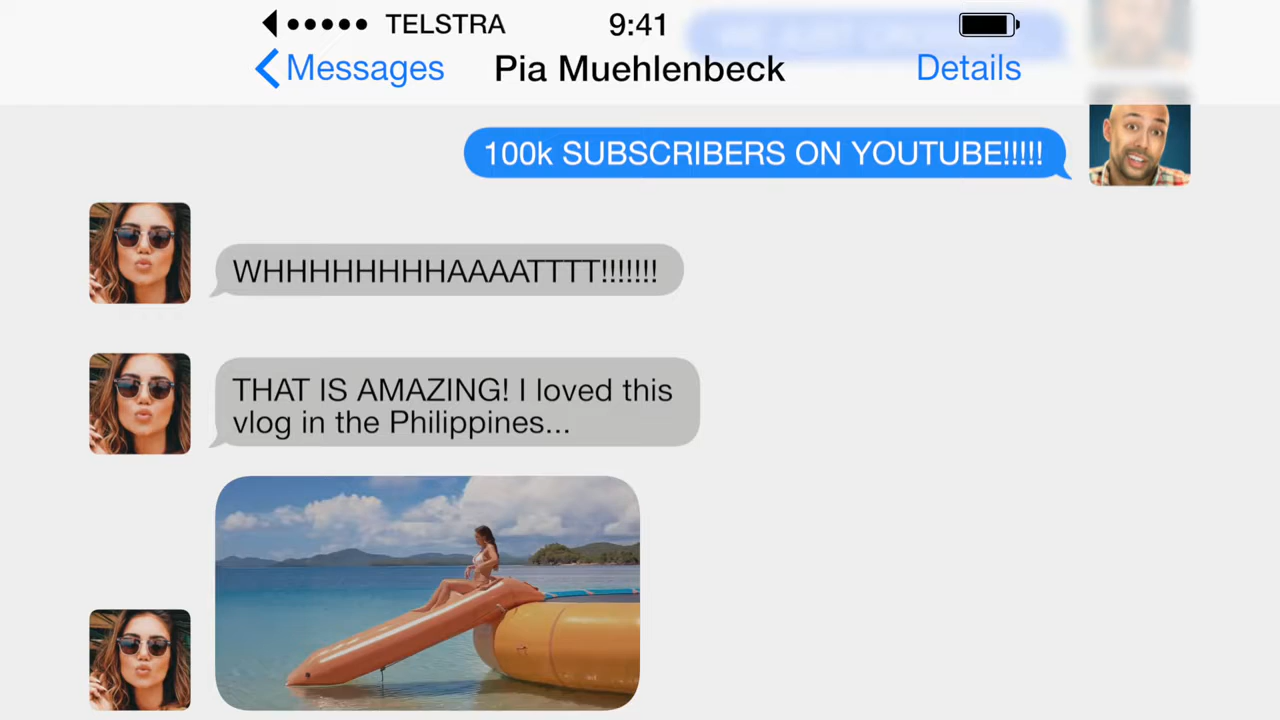 TELSTRA 9:41
Messages Pia Muehlenbeck Details
100k SUBSCRIBERS ON YOUTUBE!!!!!
WHHHHHHHHAAAATTTT!!!!!!!
THAT IS AMAZING! I loved this
vlog in the Philippines...